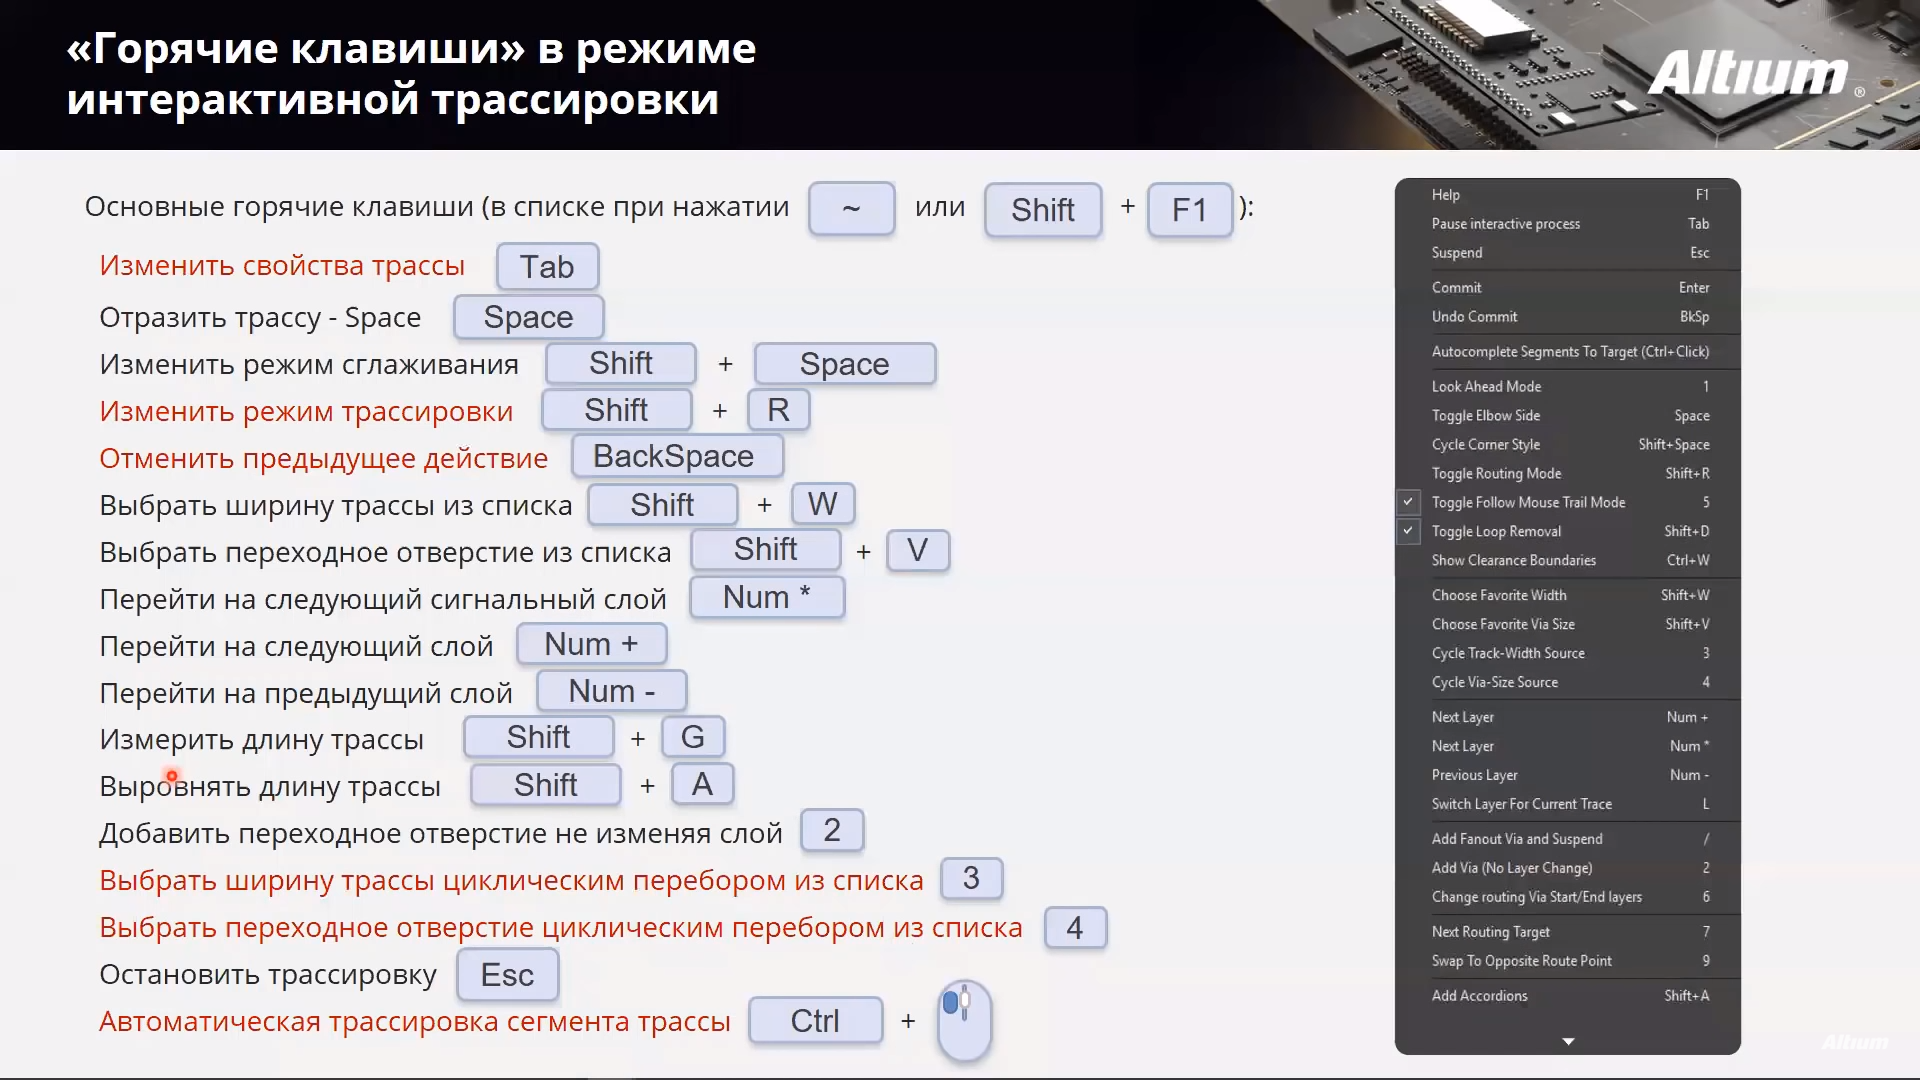 «Горячие клавиши» в режиме
интерактивной трассировки
Altium®
Основные горячие клавиши (в списке при нажатии ~ или Shift + F1 ):
Изменить свойства трассы Tab
Отразить трассу - Space Space
Изменить режим сглаживания Shift + Space
Изменить режим трассировки Shift + R
Отменить предыдущее действие BackSpace
Выбрать ширину трассы из списка Shift + W
Выбрать переходное отверстие из списка Shift + V
Перейти на следующий сигнальный слой Num *
Перейти на следующий слой Num +
Перейти на предыдущий слой Num -
Измерить длину трассы Shift + G
Выровнять длину трассы Shift + A
Добавить переходное отверстие не изменяя слой 2
Выбрать ширину трассы циклическим перебором из списка 3
Выбрать переходное отверстие циклическим перебором из списка 4
Остановить трассировку Esc
Автоматическая трассировка сегмента трассы Ctrl +
Help F1
Pause interactive process Tab
Suspend Esc
Commit Enter
Undo Commit BkSp
Autocomplete Segments To Target (Ctrl+Click)
Look Ahead Mode 1
Toggle Elbow Side Space
Cycle Corner Style Shift+Space
Toggle Routing Mode Shift+R
Toggle Follow Mouse Trail Mode 5
Toggle Loop Removal Shift+D
Show Clearance Boundaries Ctrl+W
Choose Favorite Width Shift+W
Choose Favorite Via Size Shift+V
Cycle Track-Width Source 3
Cycle Via-Size Source 4
Next Layer Num +
Next Layer Num *
Previous Layer Num -
Switch Layer For Current Trace L
Add Fanout Via and Suspend /
Add Via (No Layer Change) 2
Change routing Via Start/End layers 6
Next Routing Target 7
Swap To Opposite Route Point 9
Add Accordions Shift+A
Altium